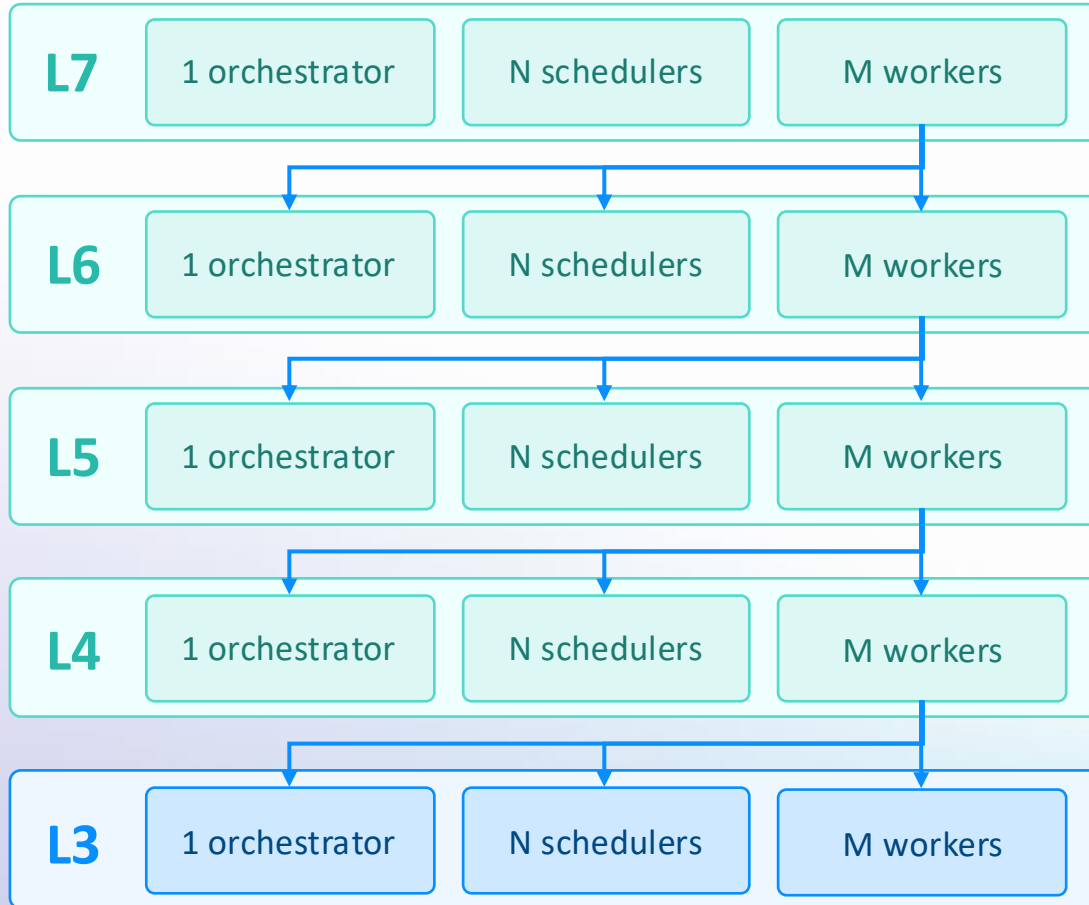 L7
1 orchestrator
N schedulers
M workers
L6
1 orchestrator
N schedulers
M workers
L5
1 orchestrator
N schedulers
M workers
L4
1 orchestrator
N schedulers
M workers
L3
1 orchestrator
N schedulers
M workers